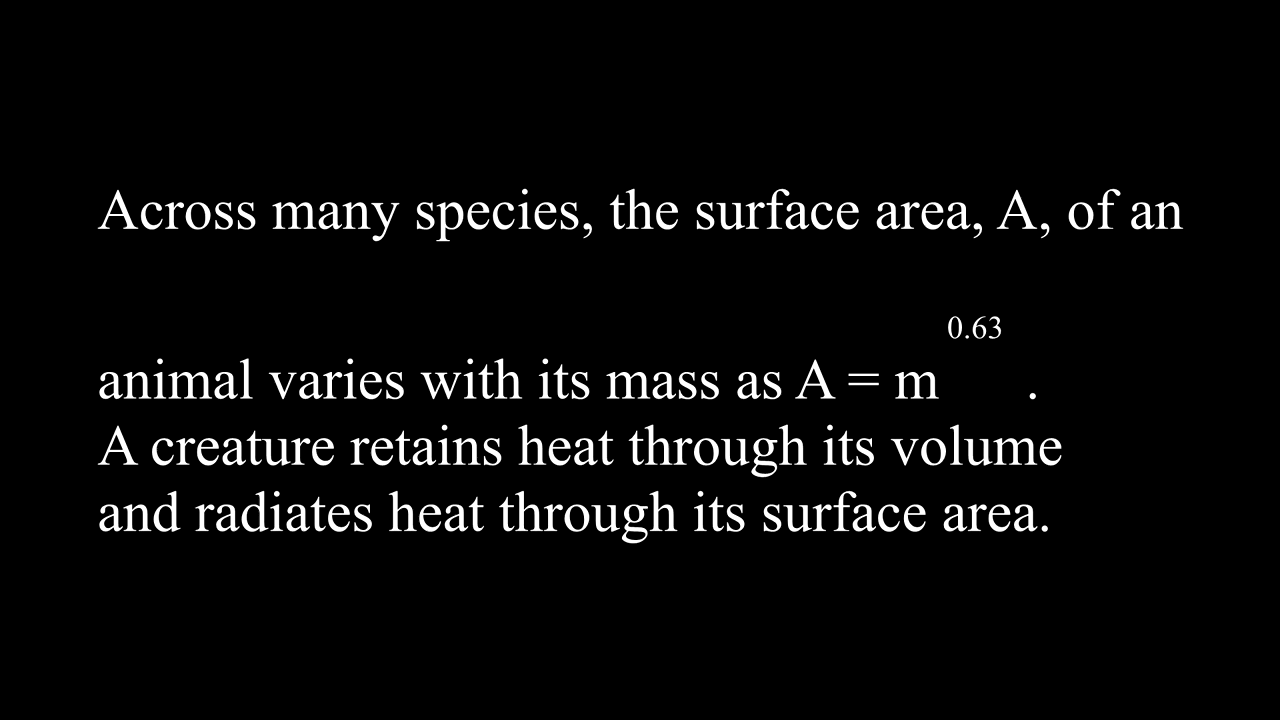 Across many species, the surface area, A, of an
animal varies with its mass as A = m^0.63 .
A creature retains heat through its volume
and radiates heat through its surface area.